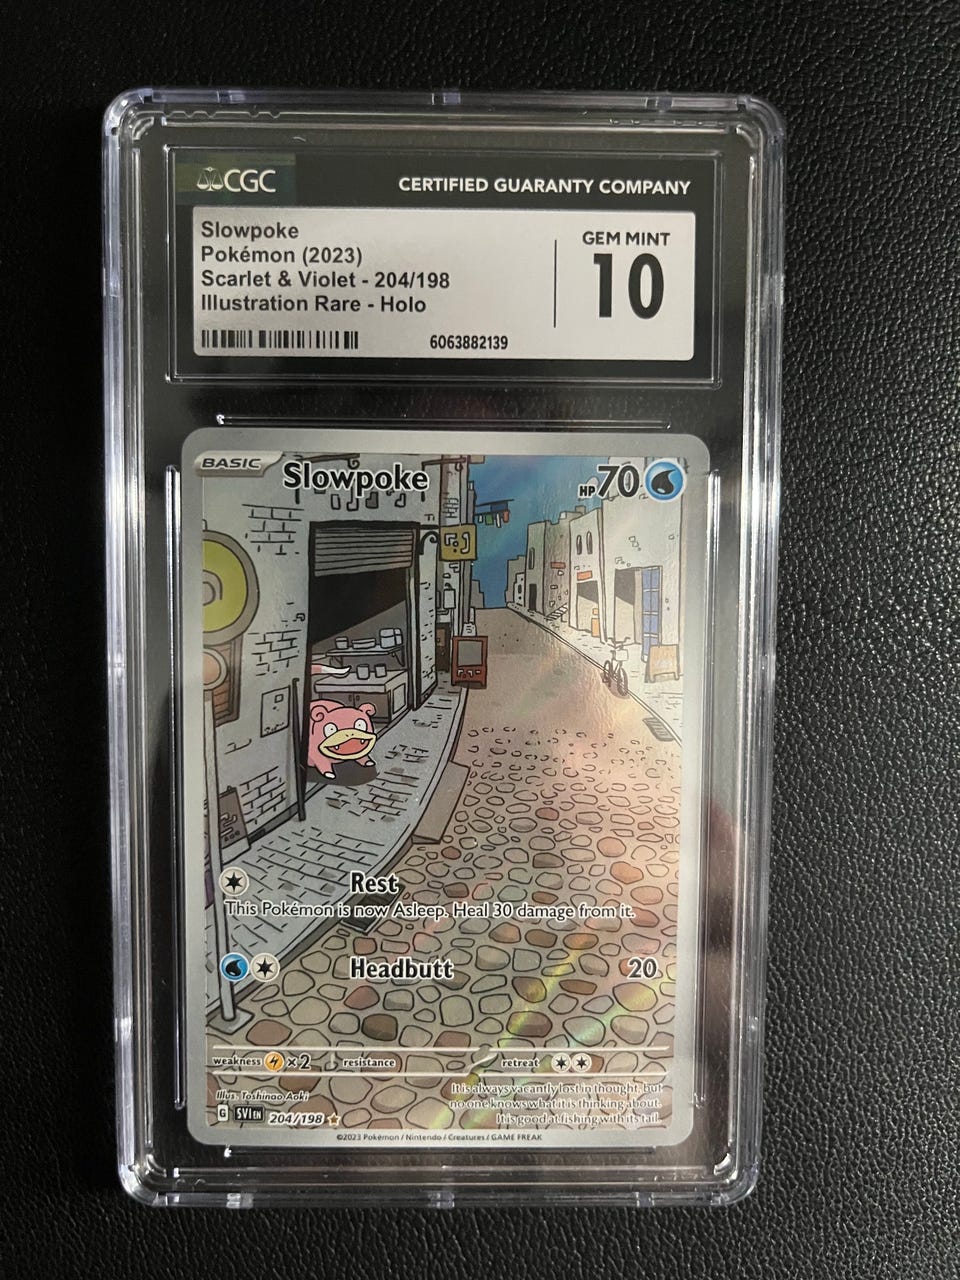 CGC
CERTIFIED GUARANTY COMPANY
Slowpoke
Pokémon (2023)
Scarlet & Violet - 204/198
Illustration Rare - Holo
GEM MINT
10
6063882139
BASIC
Slowpoke
HP 70
Rest
This Pokémon is now Asleep. Heal 30 damage from it.
Headbutt 20
weakness ×2 resistance retreat
It is always vacantly lost in thought, but
no one knows what it is thinking about.
It is good at fishing with its tail.
Illus. Toshinao Aoki
G SVI EN 204/198
©2023 Pokémon / Nintendo / Creatures / GAME FREAK